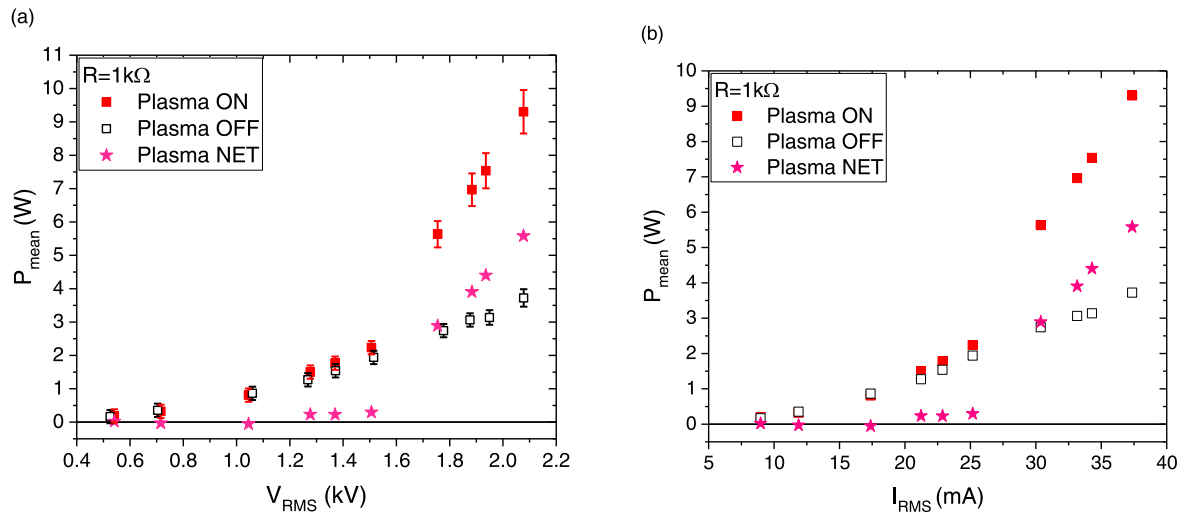 (a)
R=1kΩ
Plasma ON
Plasma OFF
Plasma NET
11
10
9
8
7
6
5
4
3
2
1
0
P_mean (W)
0.4 0.6 0.8 1.0 1.2 1.4 1.6 1.8 2.0 2.2
V_RMS (kV)
(b)
R=1kΩ
Plasma ON
Plasma OFF
Plasma NET
10
9
8
7
6
5
4
3
2
1
0
P_mean (W)
5 10 15 20 25 30 35 40
I_RMS (mA)